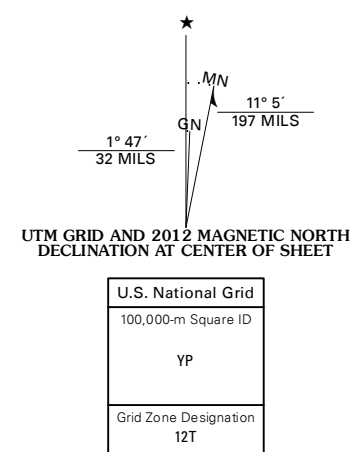 ★
MN
GN
11° 5´
197 MILS
1° 47´
32 MILS
UTM GRID AND 2012 MAGNETIC NORTH
DECLINATION AT CENTER OF SHEET
U.S. National Grid
100,000-m Square ID
YP
Grid Zone Designation
12T